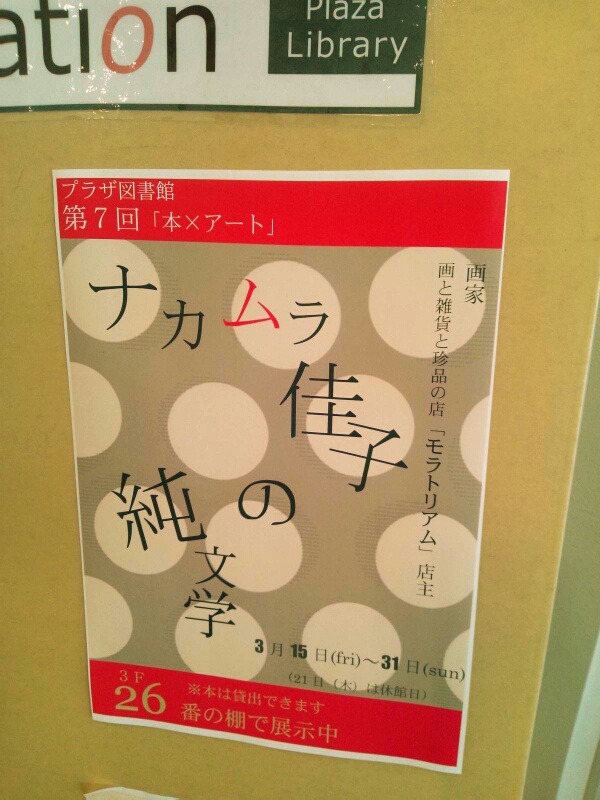 ation
Plaza
Library
プラザ図書館
第7回「本×アート」
画家
画と雑貨と珍品の店「モラトリアム」店主
ナカムラ
佳子
の
純文学
3月15日(fri)～31日(sun)
(21日(木)は休館日)
3F
26
※本は貸出できます
番の棚で展示中